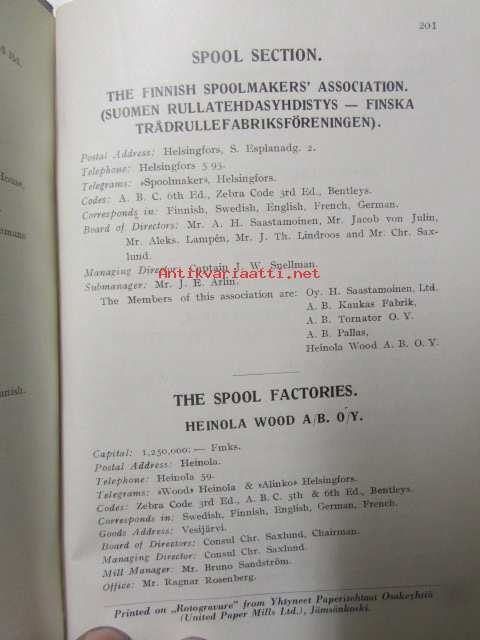 201
SPOOL SECTION.
THE FINNISH SPOOLMAKERS' ASSOCIATION.
(SUOMEN RULLATEHDASYHDISTYS — FINSKA
TRÅDRULLEFABRIKSFÖRENINGEN).
Postal Address: Helsingfors, S. Esplanadg. 2.
Telephone: Helsingfors 5 93.
Telegrams: »Spoolmaker», Helsingfors.
Codes: A. B. C. 6th Ed., Zebra Code 3rd Ed., Bentleys.
Corresponds in: Finnish, Swedish, English, French, German.
Board of Directors: Mr. A. H. Saastamoinen, Mr. Jacob von Julin,
Mr. Aleks. Lampén, Mr. J. Th. Lindroos and Mr. Chr. Sax-
lund.
Managing Director: Captain J. W. Snellman.
Antikvariaatti.net
Submanager: Mr. J. E. Arlin.
The Members of this association are: Oy. H. Saastamoinen, Ltd.
A. B. Kaukas Fabrik,
A. B. Tornator O. Y.
A. B. Pallas,
Heinola Wood A. B. O. Y.
THE SPOOL FACTORIES.
HEINOLA WOOD A/B. O/Y.
Capital: 1,250,000: — Fmks.
Postal Address: Heinola.
Telephone: Heinola 59.
Telegrams: »Wood» Heinola & »Alinko» Helsingfors.
Codes: Zebra Code 3rd Ed., A. B. C. 5th & 6th Ed., Bentleys.
Corresponds in: Swedish, Finnish, English, German, French.
Goods Address: Vesijärvi.
Board of Directors: Consul Chr. Saxlund, Chairman.
Managing Director: Consul Chr. Saxlund.
Mill Manager: Mr. Bruno Sandström.
Office: Mr. Ragnar Rosenberg.
Printed on „Rotogravure" from Yhtyneet Paperitehtaat Osakeyhtiö
(United Paper Mills Ltd.), Jämsänkoski.